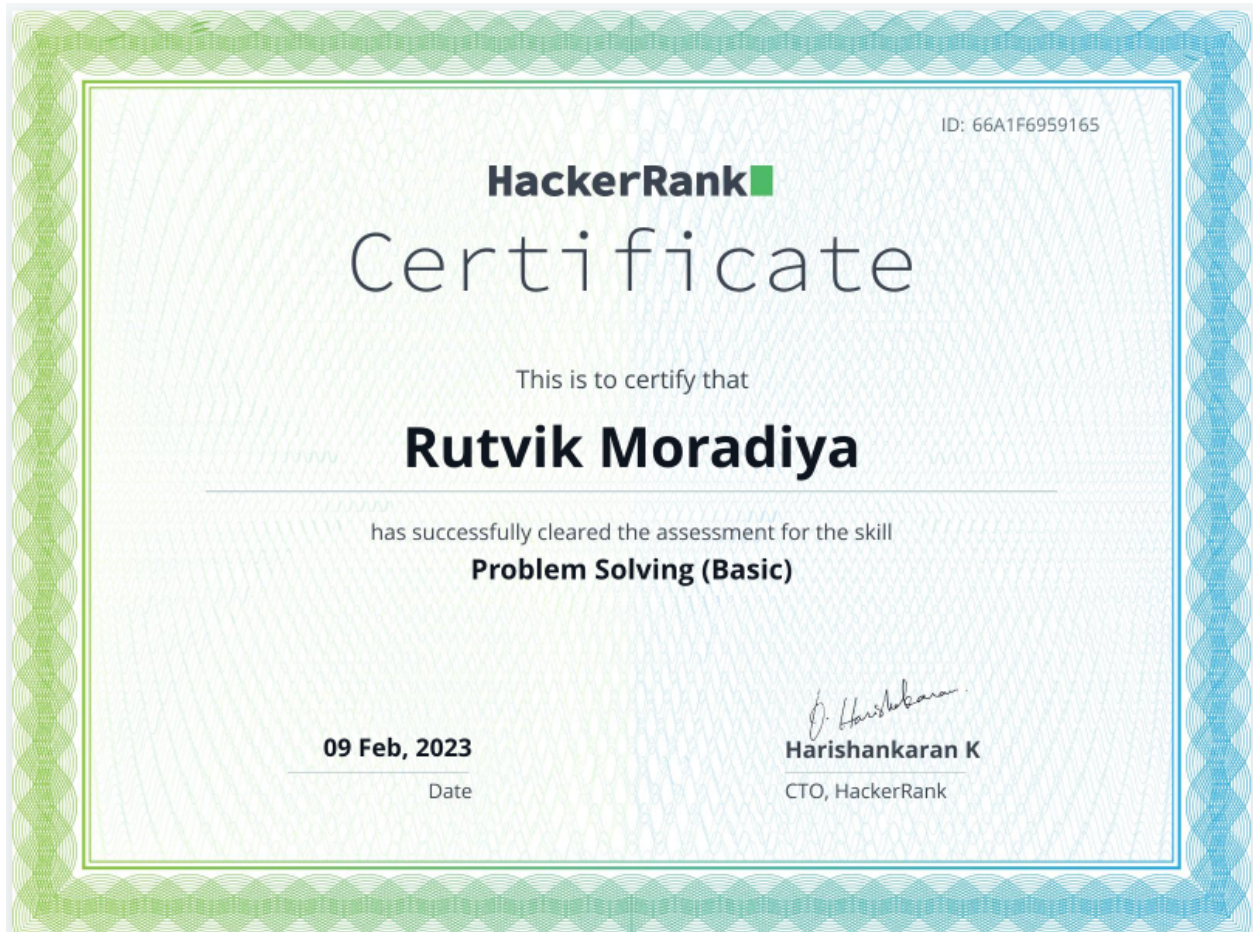 ID: 66A1F6959165
HackerRank
Certificate
This is to certify that
Rutvik Moradiya
has successfully cleared the assessment for the skill
Problem Solving (Basic)
09 Feb, 2023
Date
Harishankaran K
CTO, HackerRank